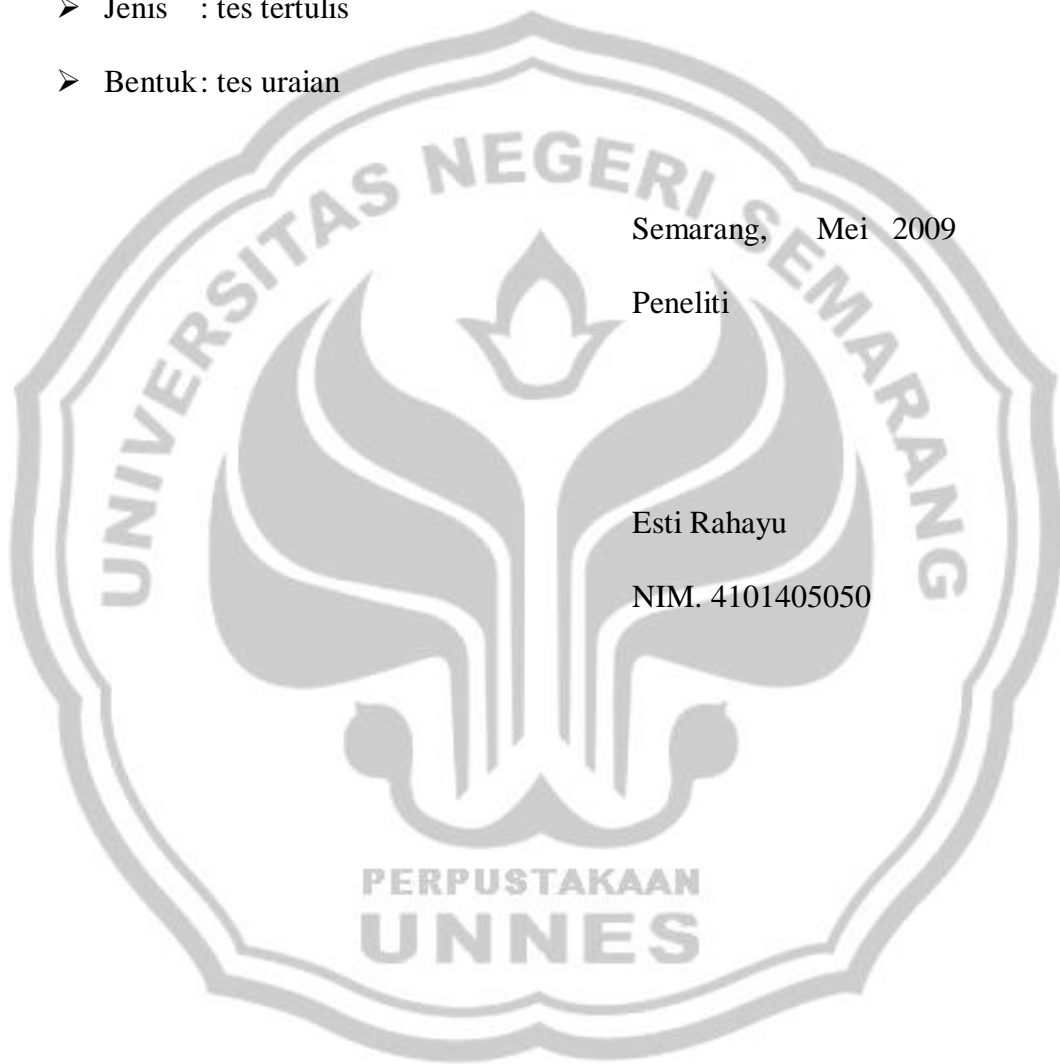 ➢ Jenis : tes tertulis
➢ Bentuk : tes uraian
UNIVERSITAS NEGERI SEMARANG
Semarang, Mei 2009
Peneliti
Esti Rahayu
NIM. 4101405050
PERPUSTAKAAN
UNNES